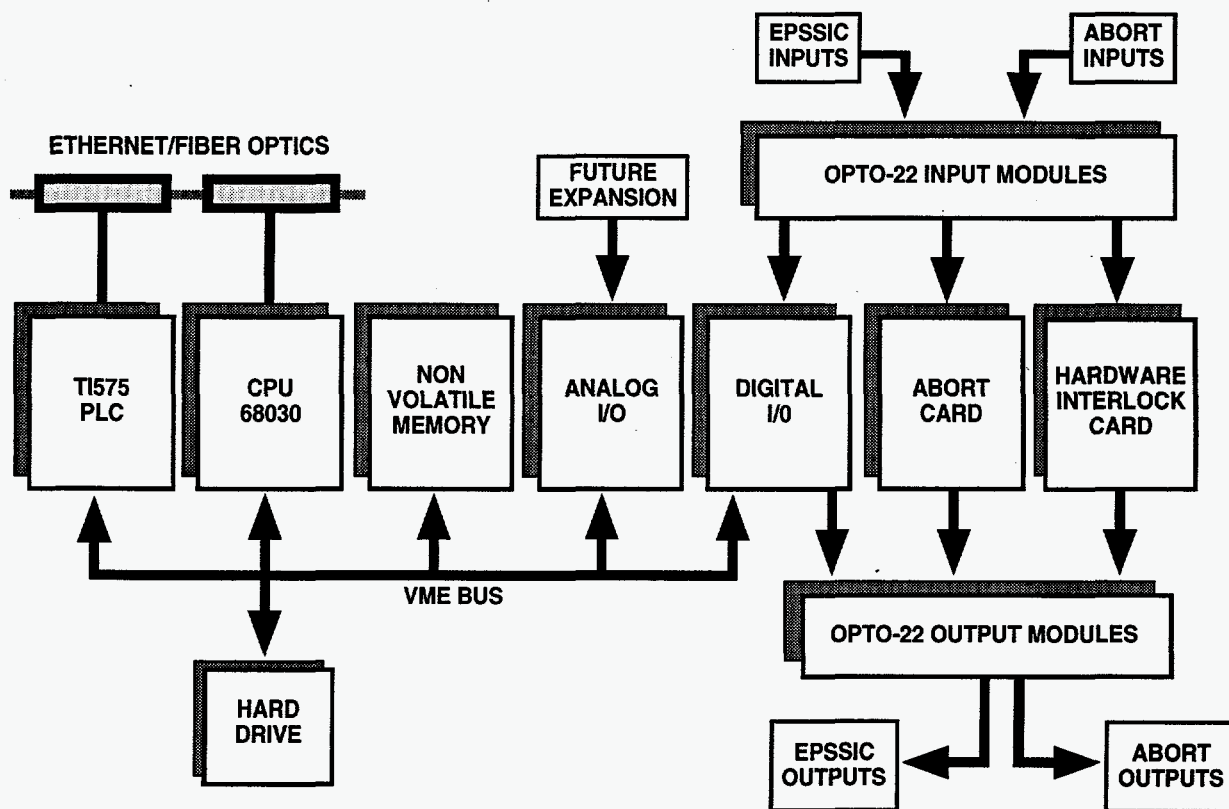 EPSSIC
INPUTS
ABORT
INPUTS
ETHERNET/FIBER OPTICS
FUTURE
EXPANSION
OPTO-22 INPUT MODULES
TI575
PLC
CPU
68030
NON
VOLATILE
MEMORY
ANALOG
I/O
DIGITAL
I/0
ABORT
CARD
HARDWARE
INTERLOCK
CARD
VME BUS
OPTO-22 OUTPUT MODULES
HARD
DRIVE
EPSSIC
OUTPUTS
ABORT
OUTPUTS